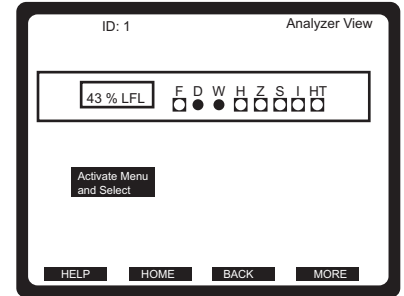 ID: 1 Analyzer View
43 % LFL F D W H Z S I HT
Activate Menu
and Select
HELP HOME BACK MORE